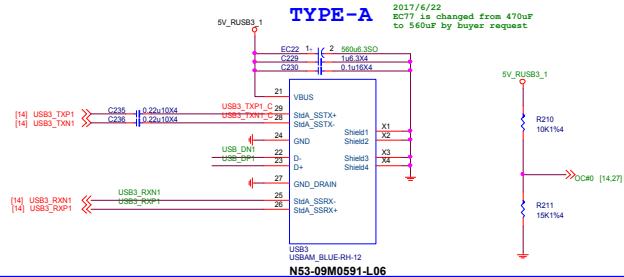 TYPE-A
2017/6/22
EC77 is changed from 470uF
to 560uF by buyer request
5V_RUSB3_1
EC22 1+ 2 560u6.3SO
C229 1u6.3X4
C230 0.1u16X4
5V_RUSB3_1
21 VBUS
[14] USB3_TXP1 C235 0.22u10X4 USB3_TXP1_C 29 StdA_SSTX+
[14] USB3_TXN1 C236 0.22u10X4 USB3_TXN1_C 28 StdA_SSTX-
24 GND
Shield1 X1
Shield2 X2
R210
10K1%4
USB_DN1 22 D-
USB_DP1 23 D+
Shield3 X3
Shield4 X4
OC#0 [14,27]
27 GND_DRAIN
[14] USB3_RXN1 USB3_RXN1 25 StdA_SSRX-
[14] USB3_RXP1 USB3_RXP1 26 StdA_SSRX+
R211
15K1%4
USB3
USBAM_BLUE-RH-12
N53-09M0591-L06